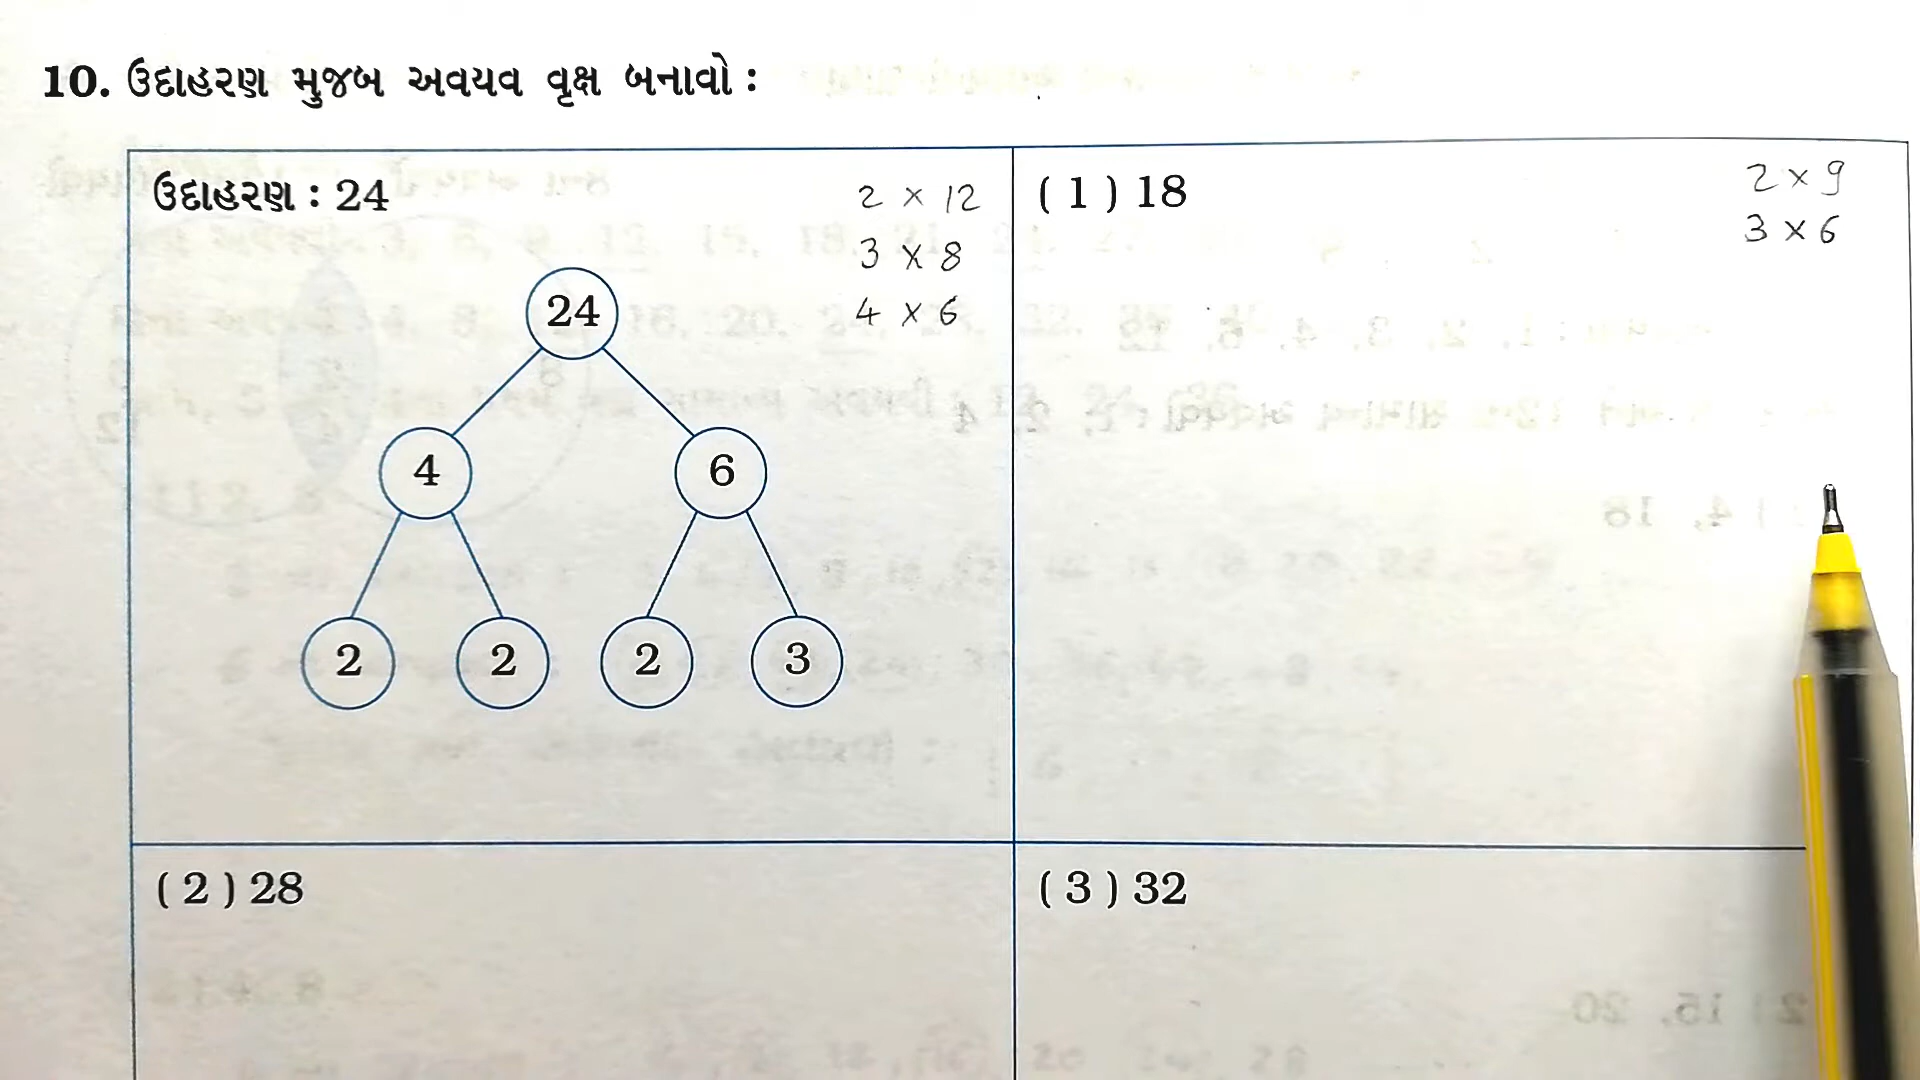 10. ઉદાહરણ મુજબ અવયવ વૃક્ષ બનાવો :
ઉદાહરણ : 24
2 × 12
3 × 8
4 × 6
24
4 6
2 2 2 3
( 1 ) 18
2 × 9
3 × 6
( 2 ) 28
( 3 ) 32